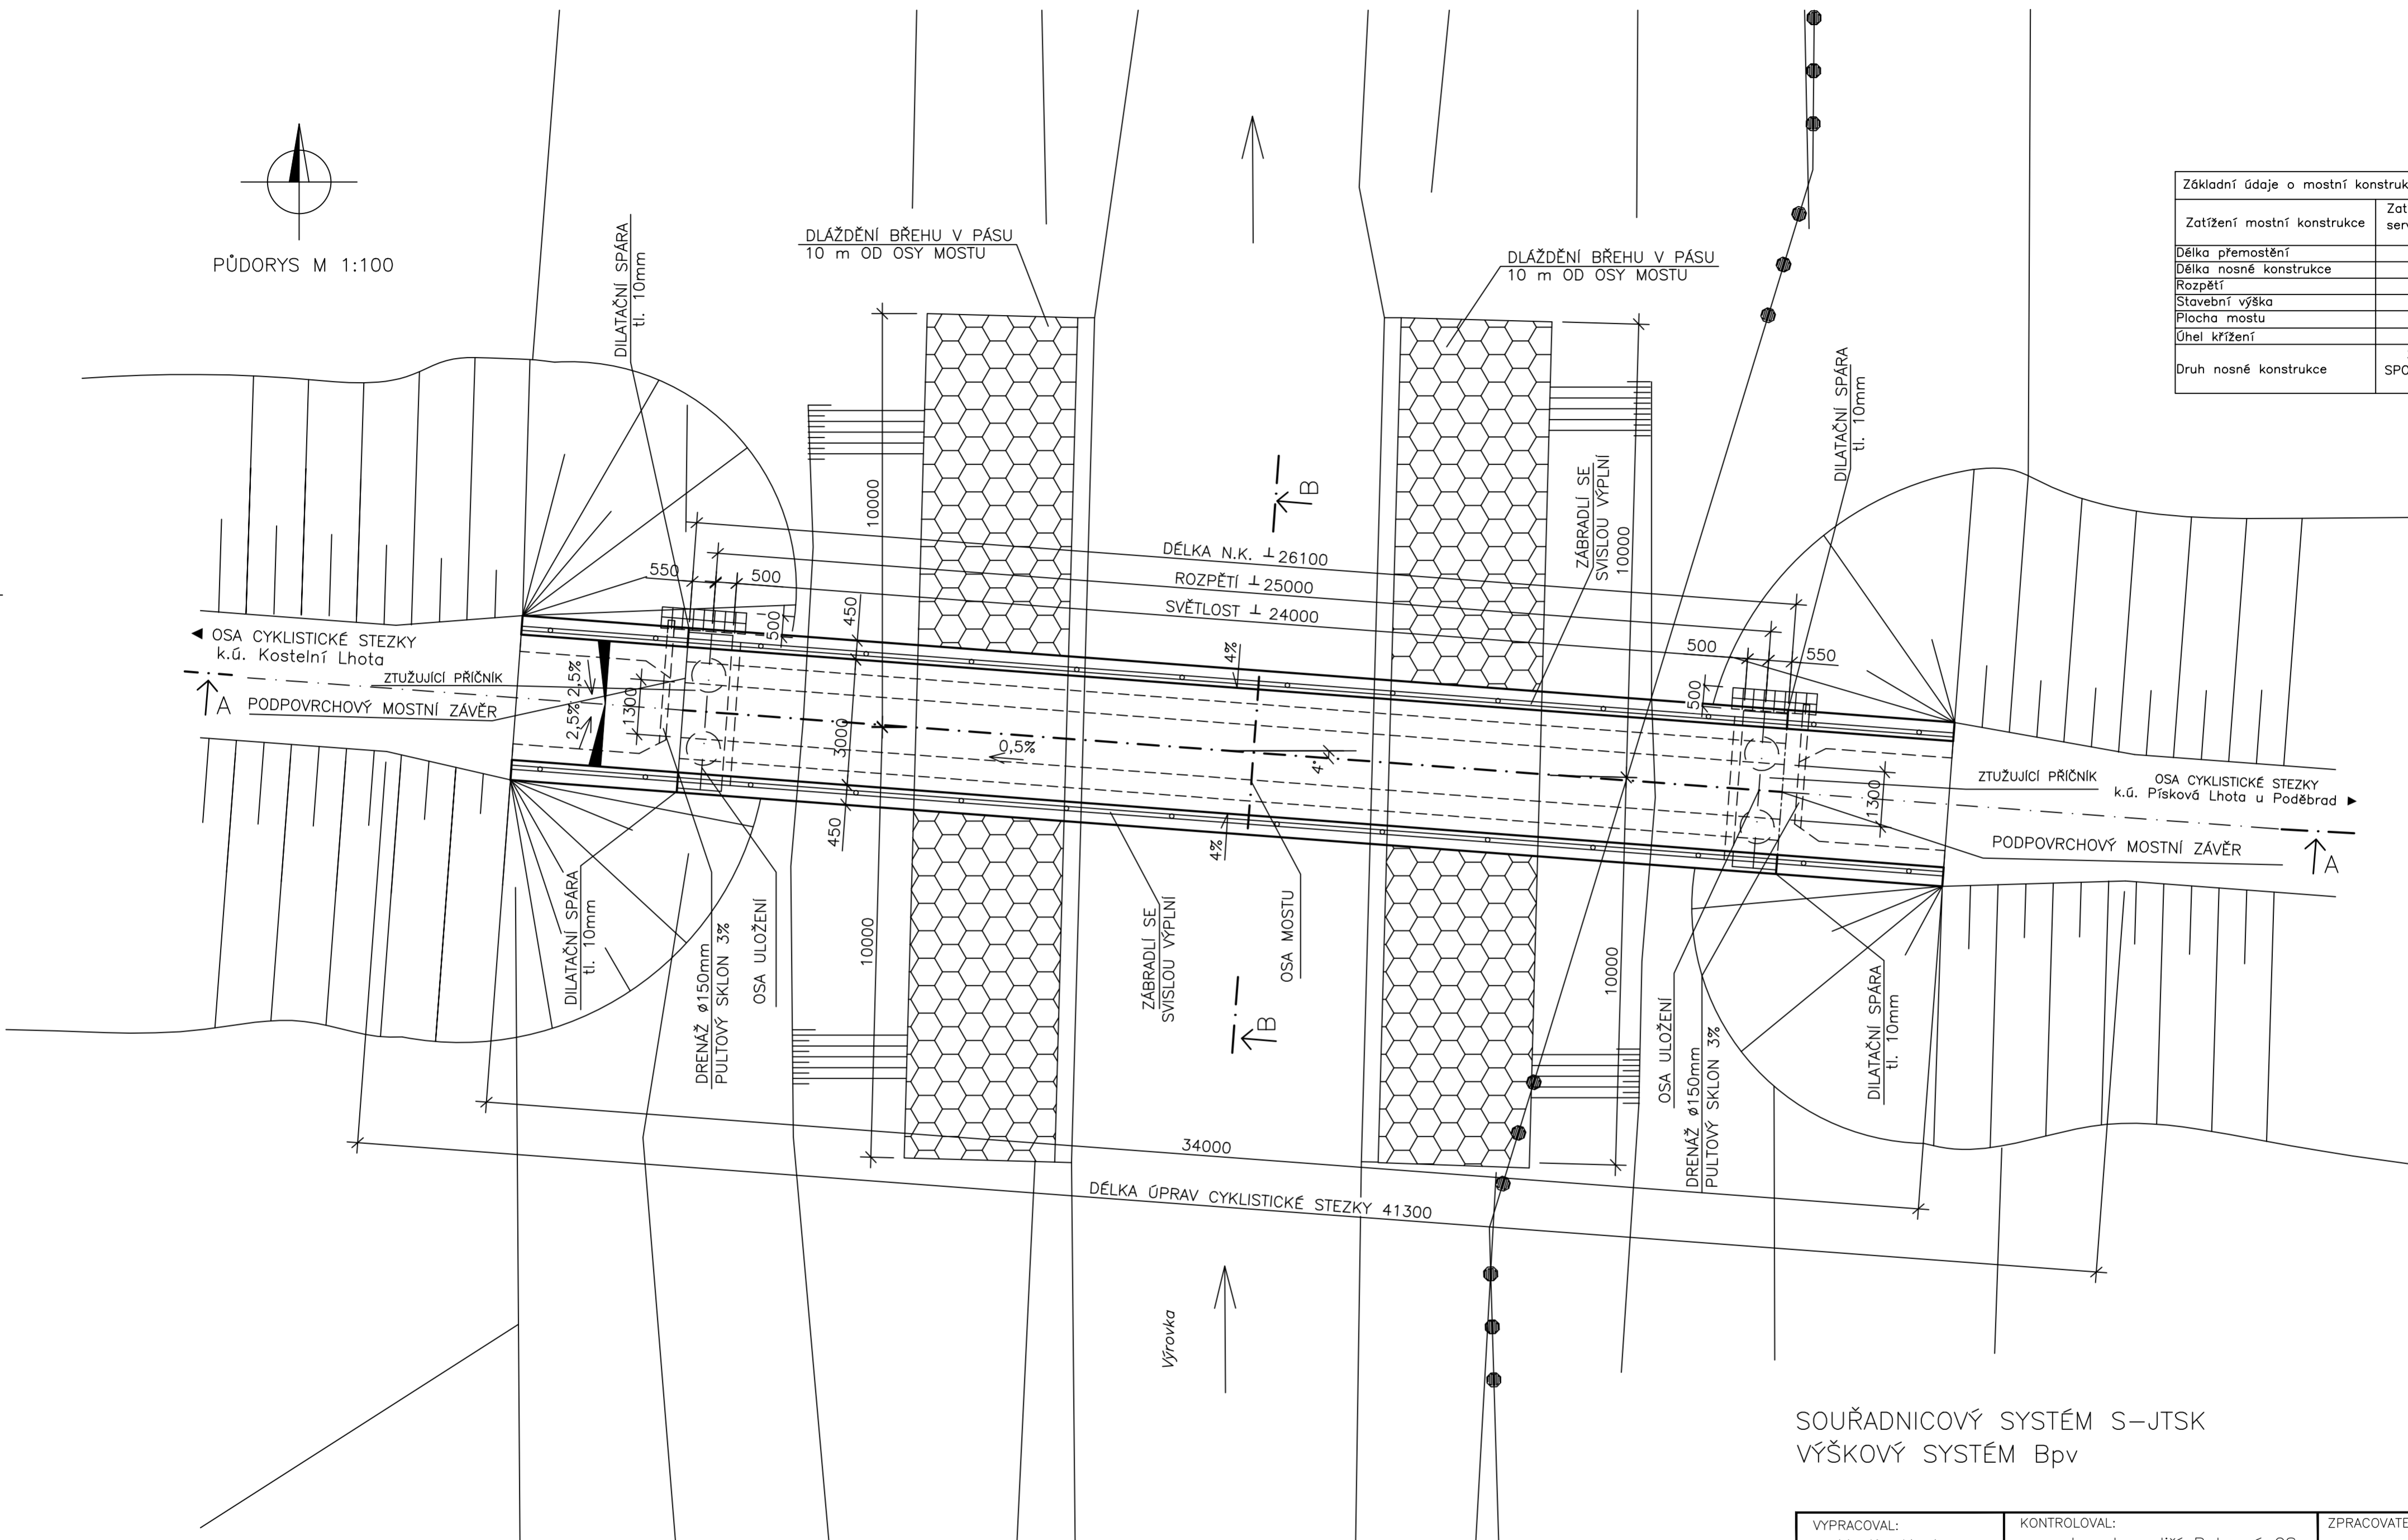 PŮDORYS M 1:100
DILATAČNÍ SPÁRA
tl. 10mm
DLÁŽDĚNÍ BŘEHU V PÁSU
10 m OD OSY MOSTU
DLÁŽDĚNÍ BŘEHU V PÁSU
10 m OD OSY MOSTU
DILATAČNÍ SPÁRA
tl. 10mm
Základní údaje o mostní
Zatížení mostní konstrukce
Délka přemostění
Délka nosné konstrukce
Rozpětí
Stavební výška
Plocha mostu
Úhel křížení
Druh nosné konstrukce
10000
B
ZÁBRADLÍ SE
SVISLOU VÝPLNÍ
10000
DÉLKA N.K. ⊥ 26100
ROZPĚTÍ ⊥ 25000
SVĚTLOST ⊥ 24000
550
500
500
450
4%
500
550
500
OSA CYKLISTICKÉ STEZKY
k.ú. Kostelní Lhota
ZTUŽUJÍCÍ PŘÍČNÍK
A
PODPOVRCHOVÝ MOSTNÍ ZÁVĚR
2,5%
2,5%
1300
3000
0,5%
4°
1300
ZTUŽUJÍCÍ PŘÍČNÍK
OSA CYKLISTICKÉ STEZKY
k.ú. Písková Lhota u Poděbrad
PODPOVRCHOVÝ MOSTNÍ ZÁVĚR
A
450
4%
DILATAČNÍ SPÁRA
tl. 10mm
DRENÁŽ ø150mm
PULTOVÝ SKLON 3%
OSA ULOŽENÍ
10000
ZÁBRADLÍ SE
SVISLOU VÝPLNÍ
OSA MOSTU
B
10000
OSA ULOŽENÍ
DRENÁŽ ø150mm
PULTOVÝ SKLON 3%
DILATAČNÍ SPÁRA
tl. 10mm
34000
DÉLKA ÚPRAV CYKLISTICKÉ STEZKY 41300
Výrovka
SOUŘADNICOVÝ SYSTÉM S-JTSK
VÝŠKOVÝ SYSTÉM Bpv
VYPRACOVAL:
KONTROLOVAL: